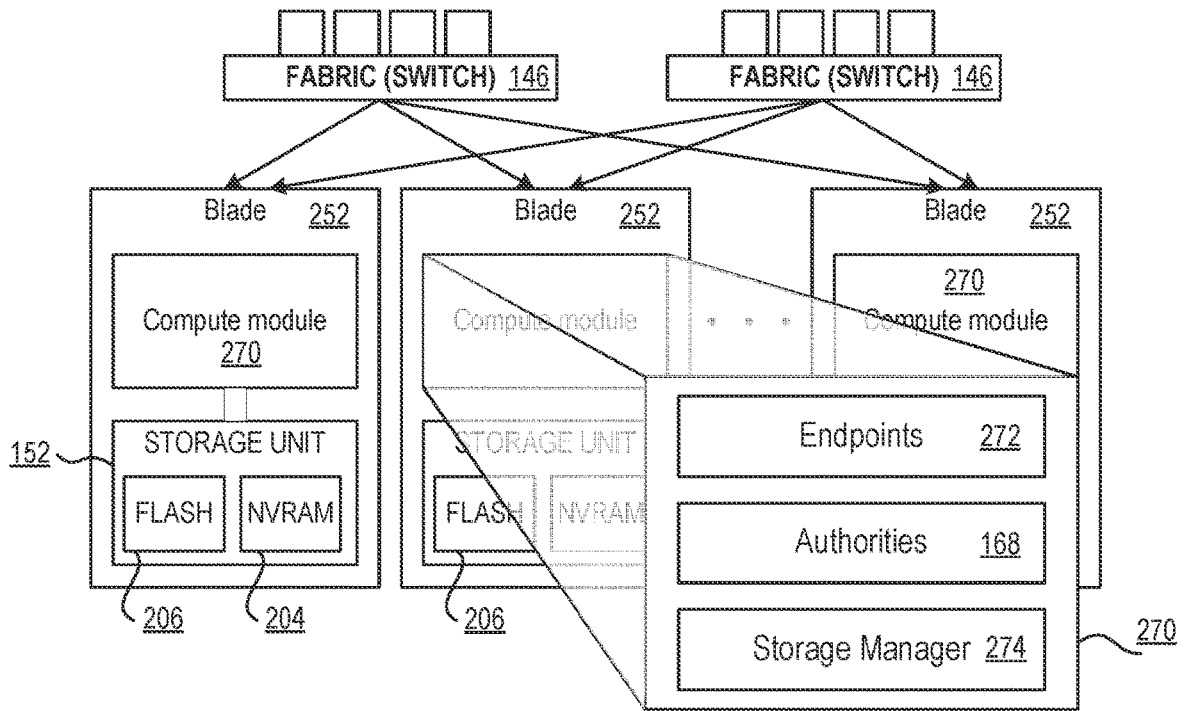 FABRIC (SWITCH) 146
FABRIC (SWITCH) 146
Blade 252
Blade 252
Blade 252
Compute module
270
Compute module
270
Compute module
152
STORAGE UNIT
FLASH
NVRAM
STORAGE UNIT
FLASH
NVRAM
Endpoints 272
Authorities 168
Storage Manager 274
206
204
206
270